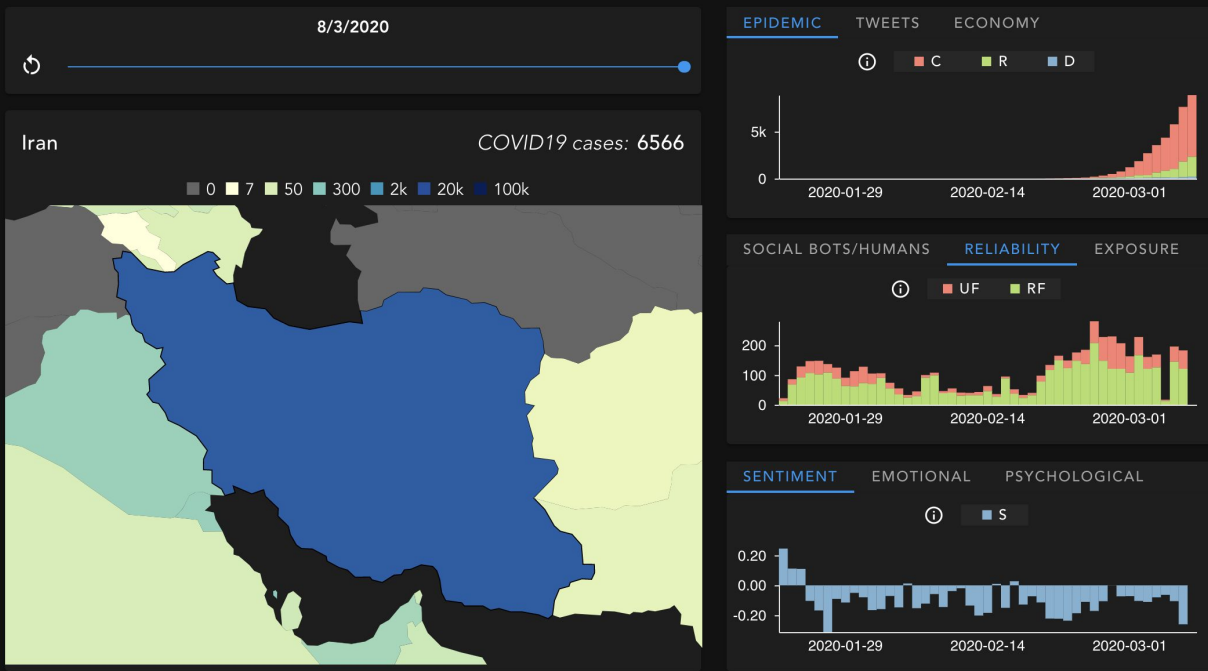 8/3/2020
Iran
COVID19 cases: 6566
0 7 50 300 2k 20k 100k
EPIDEMIC TWEETS ECONOMY
C R D
5k
0
2020-01-29 2020-02-14 2020-03-01
SOCIAL BOTS/HUMANS RELIABILITY EXPOSURE
UF RF
200
100
0
2020-01-29 2020-02-14 2020-03-01
SENTIMENT EMOTIONAL PSYCHOLOGICAL
S
0.20
0.00
-0.20
2020-01-29 2020-02-14 2020-03-01